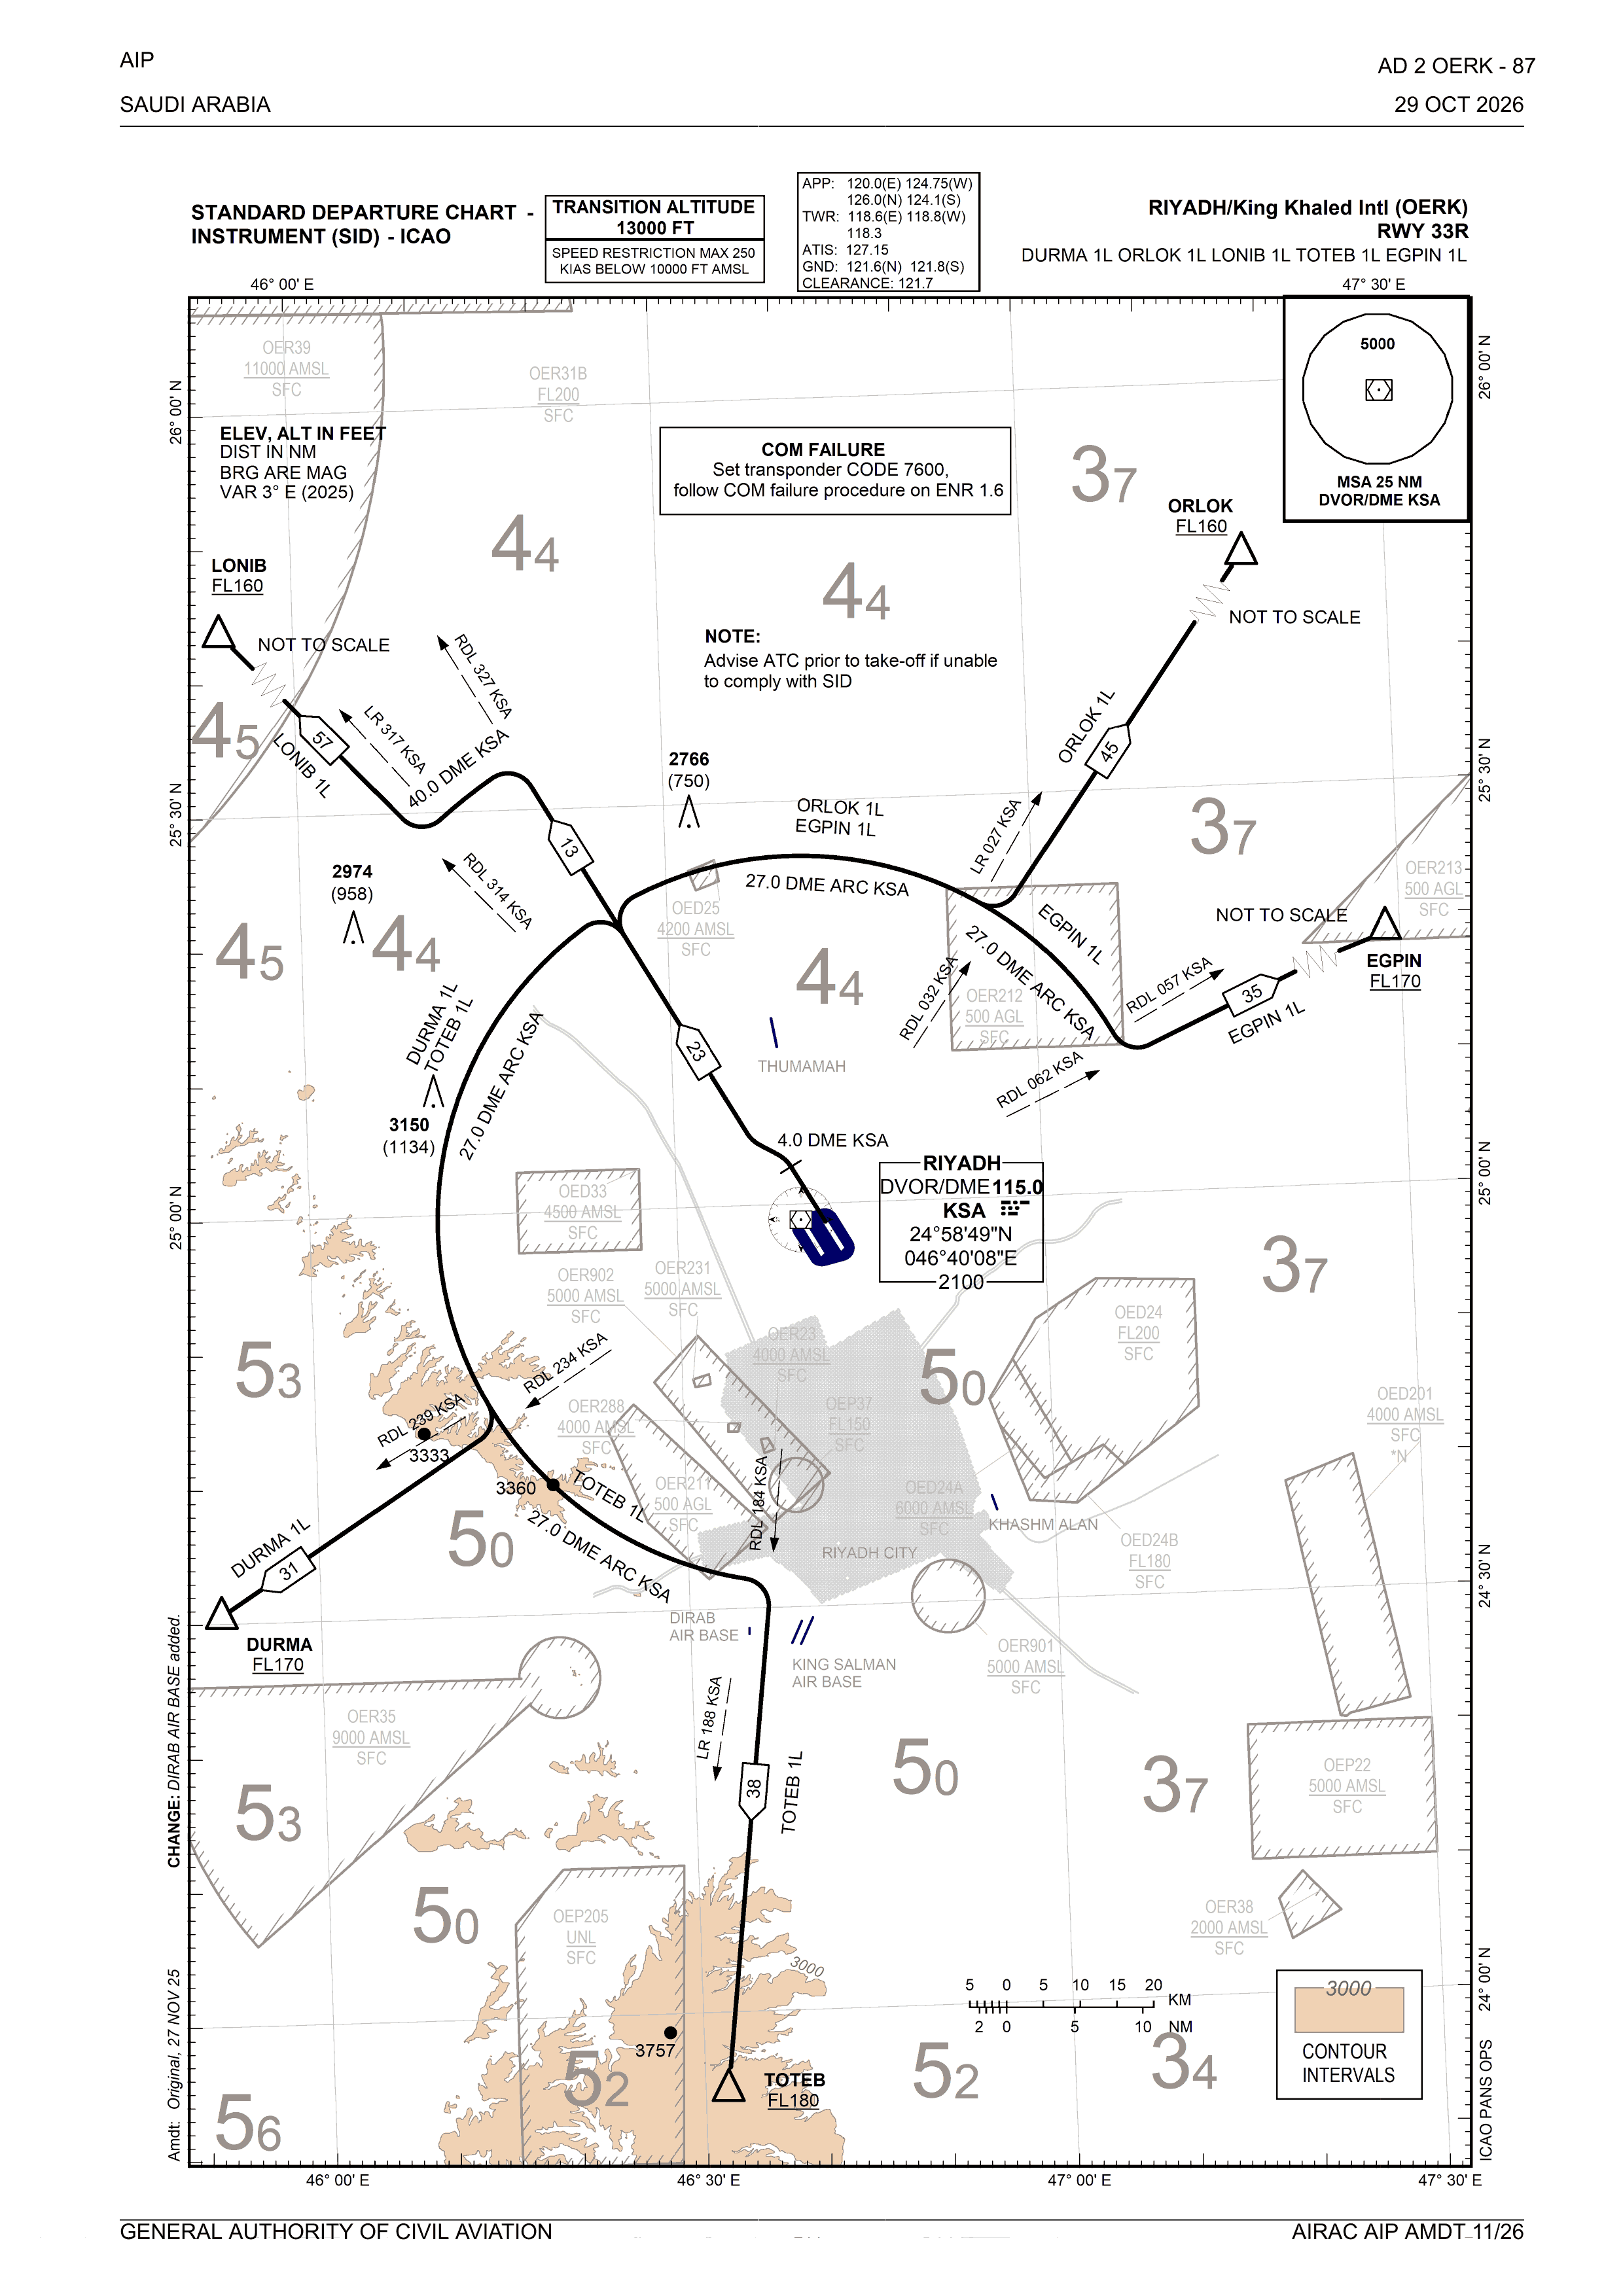 AIP
AD 2 OERK - 87
SAUDI ARABIA
29 OCT 2026
STANDARD DEPARTURE CHART -
INSTRUMENT (SID) - ICAO
TRANSITION ALTITUDE
13000 FT
SPEED RESTRICTION MAX 250
KIAS BELOW 10000 FT AMSL
APP: 120.0(E) 124.75(W)
126.0(N) 124.1(S)
TWR: 118.6(E) 118.8(W)
118.3
ATIS: 127.15
GND: 121.6(N) 121.8(S)
CLEARANCE: 121.7
RIYADH/King Khaled Intl (OERK)
RWY 33R
DURMA 1L ORLOK 1L LONIB 1L TOTEB 1L EGPIN 1L
46° 00' E
47° 30' E
OER39
11000 AMSL
SFC
OER31B
FL200
SFC
5000
MSA 25 NM
DVOR/DME KSA
26° 00' N
26° 00' N
ELEV, ALT IN FEET
DIST IN NM
BRG ARE MAG
VAR 3° E (2025)
COM FAILURE
Set transponder CODE 7600,
follow COM failure procedure on ENR 1.6
37
ORLOK
FL160
NOT TO SCALE
44
44
LONIB
FL160
NOT TO SCALE
NOTE:
Advise ATC prior to take-off if unable
to comply with SID
RDL 327 KSA
LR 317 KSA
45
57
LONIB 1L
40.0 DME KSA
ORLOK 1L
45
2766
(750)
25° 30' N
25° 30' N
ORLOK 1L
EGPIN 1L
13
LR 027 KSA
37
2974
(958)
RDL 314 KSA
27.0 DME ARC KSA
OER213
500 AGL
SFC
OED25
4200 AMSL
SFC
NOT TO SCALE
EGPIN
FL170
45
44
44
EGPIN 1L
27.0 DME ARC KSA
RDL 032 KSA
OER212
500 AGL
SFC
RDL 057 KSA
35
EGPIN 1L
DURMA 1L
TOTEB 1L
27.0 DME ARC KSA
23
THUMAMAH
RDL 062 KSA
3150
(1134)
4.0 DME KSA
RIYADH
DVOR/DME 115.0
KSA
24°58'49"N
046°40'08"E
2100
25° 00' N
25° 00' N
OED33
4500 AMSL
SFC
OER902
5000 AMSL
SFC
OER231
5000 AMSL
SFC
37
OER23
4000 AMSL
SFC
OED24
FL200
SFC
53
RDL 234 KSA
50
OER288
4000 AMSL
SFC
OEP37
FL150
SFC
OED201
4000 AMSL
SFC
*N
RDL 239 KSA
3333
3360
TOTEB 1L
OER211
500 AGL
SFC
RDL 184 KSA
OED24A
6000 AMSL
SFC
KHASHM ALAN
50
27.0 DME ARC KSA
RIYADH CITY
OED24B
FL180
SFC
DURMA 1L
31
24° 30' N
DIRAB
AIR BASE
DURMA
FL170
KING SALMAN
AIR BASE
OER901
5000 AMSL
SFC
LR 188 KSA
OER35
9000 AMSL
SFC
38
TOTEB 1L
50
37
OEP22
5000 AMSL
SFC
53
CHANGE: DIRAB AIR BASE added.
50
OEP205
UNL
SFC
OER38
2000 AMSL
SFC
3000
5 0 5 10 15 20 KM
2 0 5 10 NM
24° 00' N
3000
CONTOUR
INTERVALS
3757
52
TOTEB
FL180
52
34
56
Amdt: Original, 27 NOV 25
ICAO PANS OPS
46° 00' E
46° 30' E
47° 00' E
47° 30' E
GENERAL AUTHORITY OF CIVIL AVIATION
AIRAC AIP AMDT 11/26